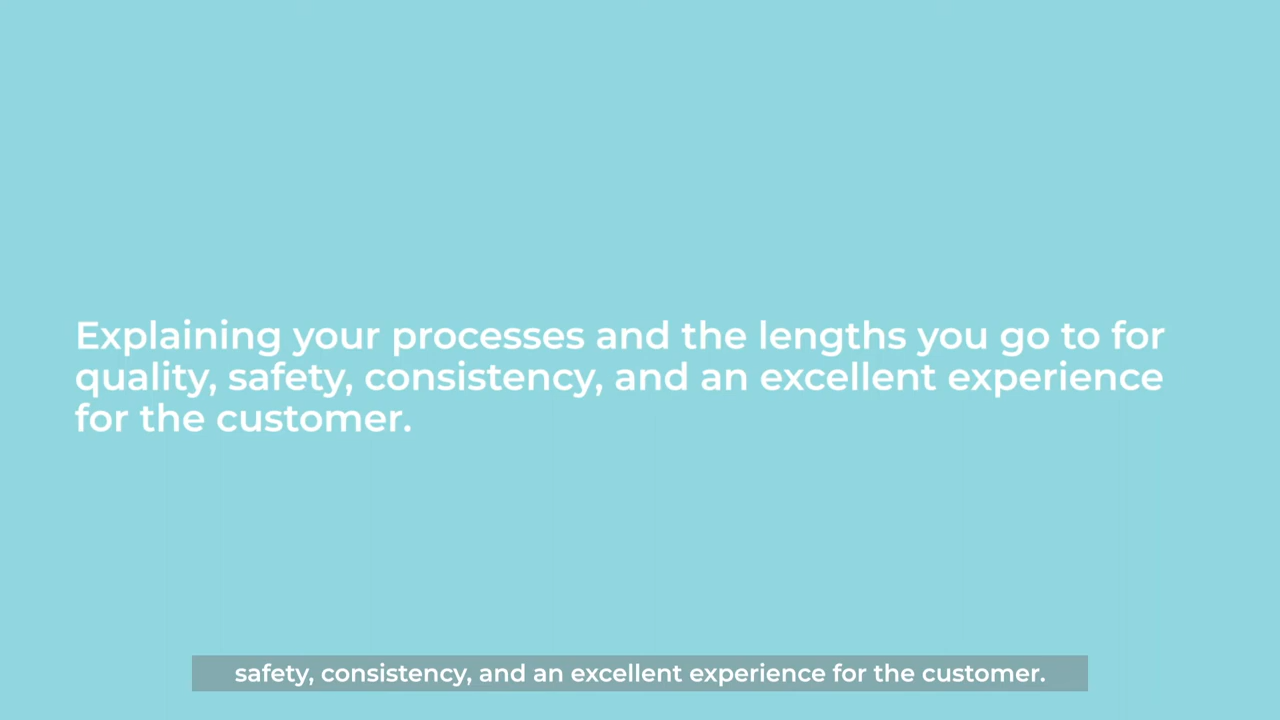 Explaining your processes and the lengths you go to for
quality, safety, consistency, and an excellent experience
for the customer.
safety, consistency, and an excellent experience for the customer.